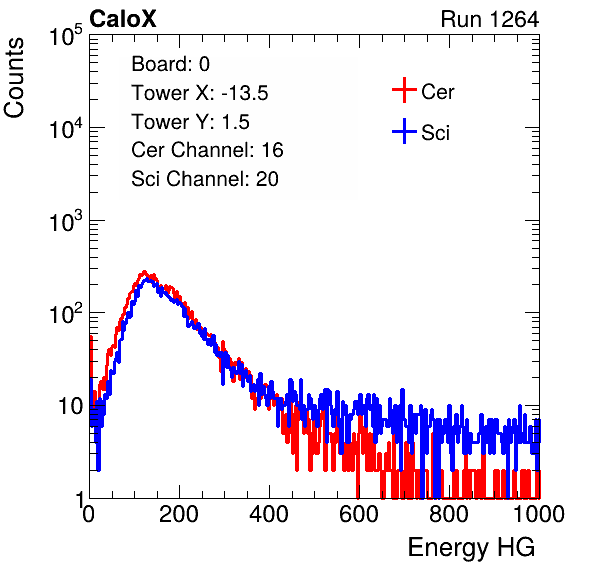 CaloX Run 1264
Counts
Board: 0
Tower X: -13.5
Tower Y: 1.5
Cer Channel: 16
Sci Channel: 20
Cer
Sci
10^5
10^4
10^3
10^2
10
1
0 200 400 600 800 1000
Energy HG